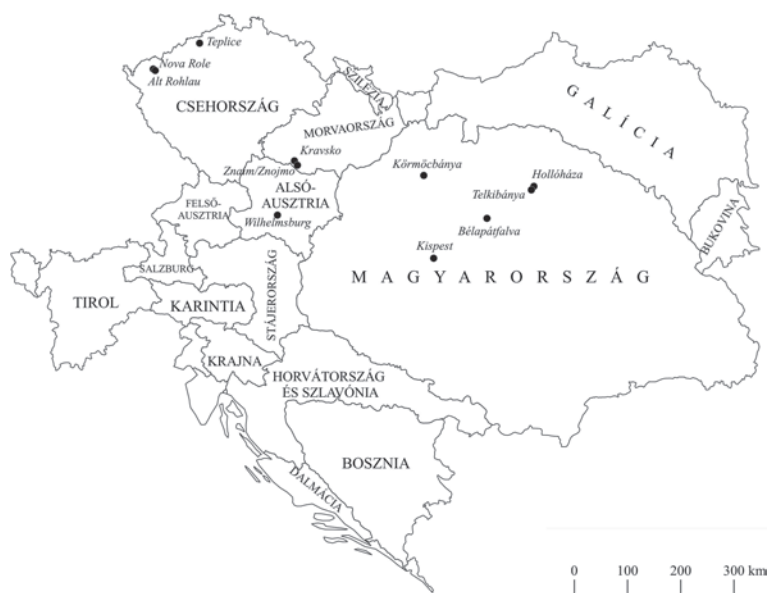 Teplice
Nova Role
Alt Rohlau
CSEHORSZÁG
SZILÉZIA
GALÍCIA
MORVAORSZÁG
Kravsko
Znaim/Znojmo
Körmöcbánya
Hollóháza
Telkibánya
ALSÓ-
AUSZTRIA
FELSŐ-
AUSZTRIA
Wilhelmsburg
Bélapátfalva
BUKOVINA
Kispest
MAGYARORSZÁG
SALZBURG
TIROL
KARINTIA
STÁJERORSZÁG
KRAJNA
HORVÁTORSZÁG
ÉS SZLAVÓNIA
BOSZNIA
DALMÁCIA
0 100 200 300 km